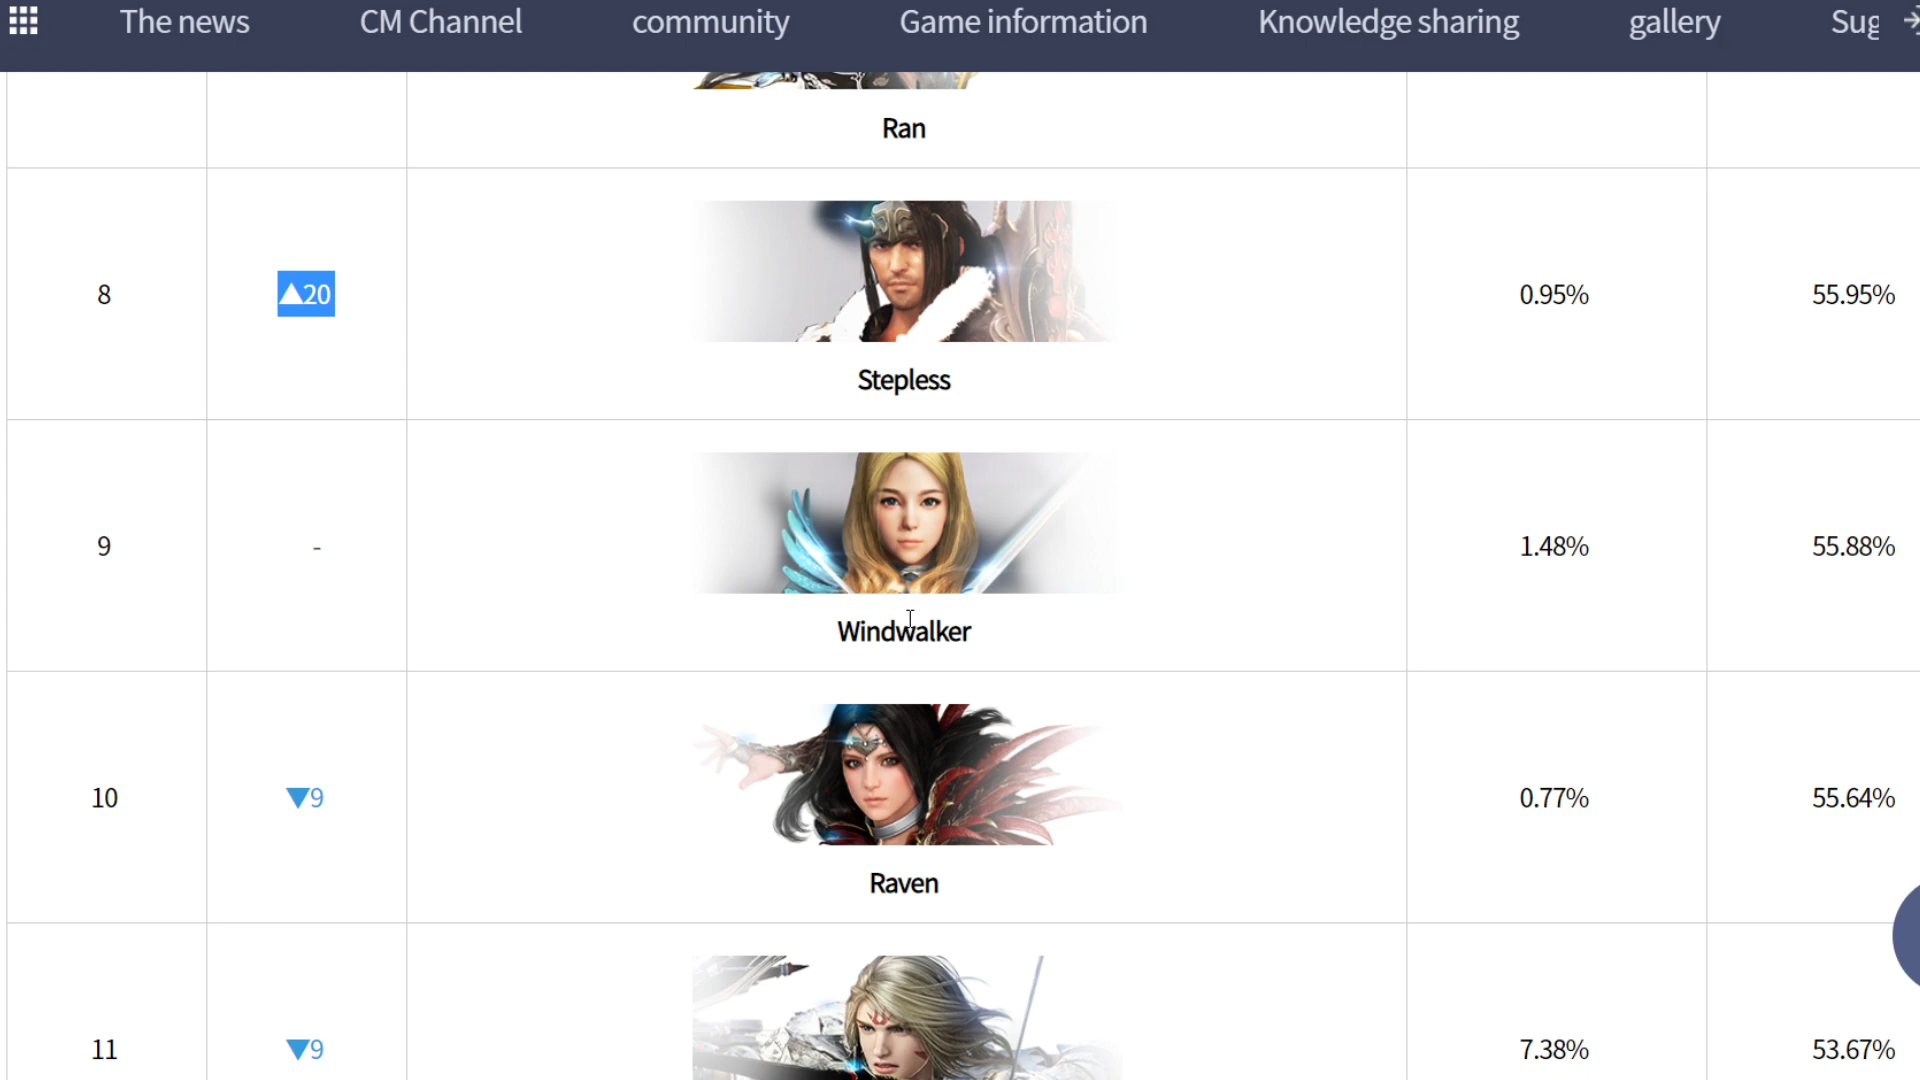 The news CM Channel community Game information Knowledge sharing gallery Sug
Ran
8 ▲20 0.95% 55.95%
Stepless
9 - 1.48% 55.88%
Windwalker
10 ▼9 0.77% 55.64%
Raven
11 ▼9 7.38% 53.67%